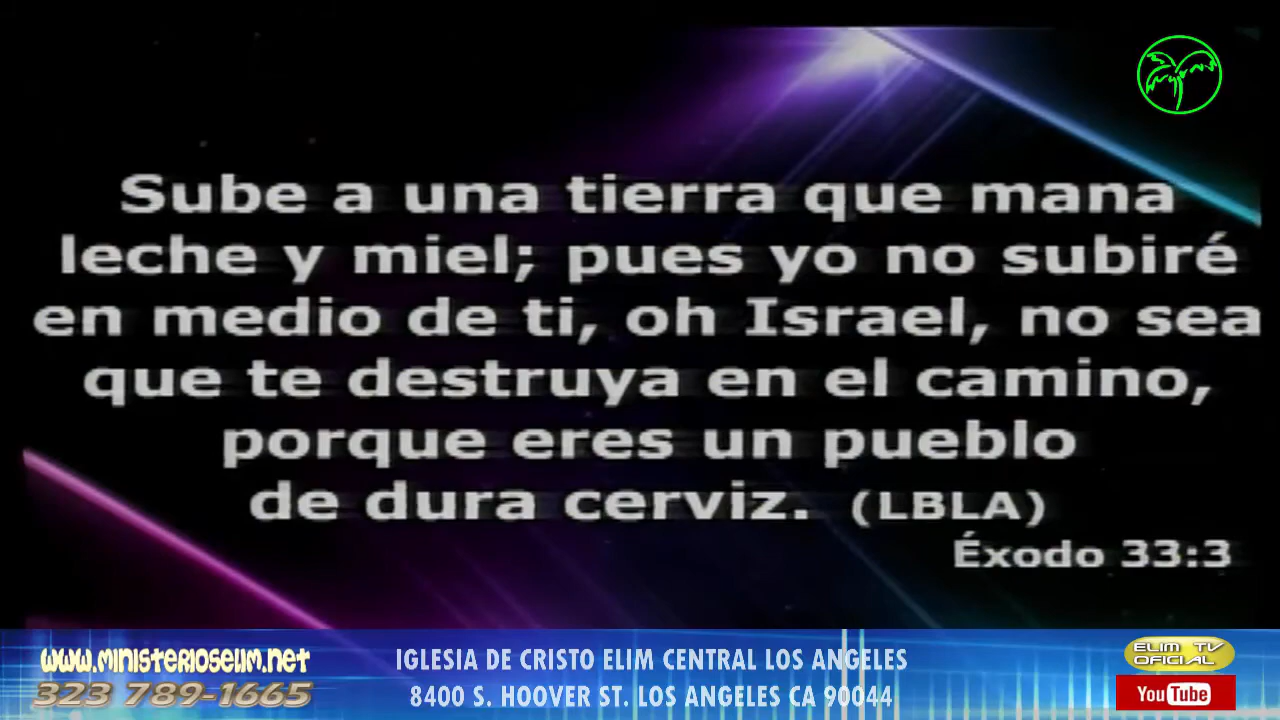 Sube a una tierra que mana
leche y miel; pues yo no subiré
en medio de ti, oh Israel, no sea
que te destruya en el camino,
porque eres un pueblo
de dura cerviz. (LBLA)
Éxodo 33:3
www.ministerioselim.net
323 789-1665
IGLESIA DE CRISTO ELIM CENTRAL LOS ANGELES
8400 S. HOOVER ST. LOS ANGELES CA 90044
ELIM TV
OFICIAL
YouTube